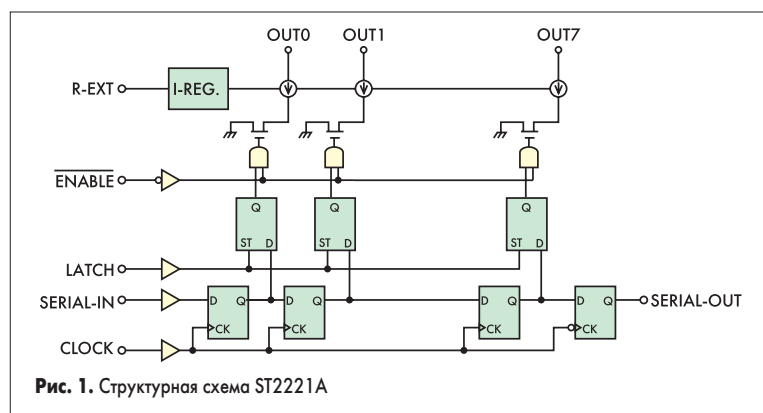 OUT0 OUT1 OUT7
R-EXT I-REG.
ENABLE
Q Q Q
ST D ST D ST D
LATCH
SERIAL-IN D Q D Q D Q D Q SERIAL-OUT
CK CK CK CK
CLOCK
Рис. 1. Структурная схема ST2221A